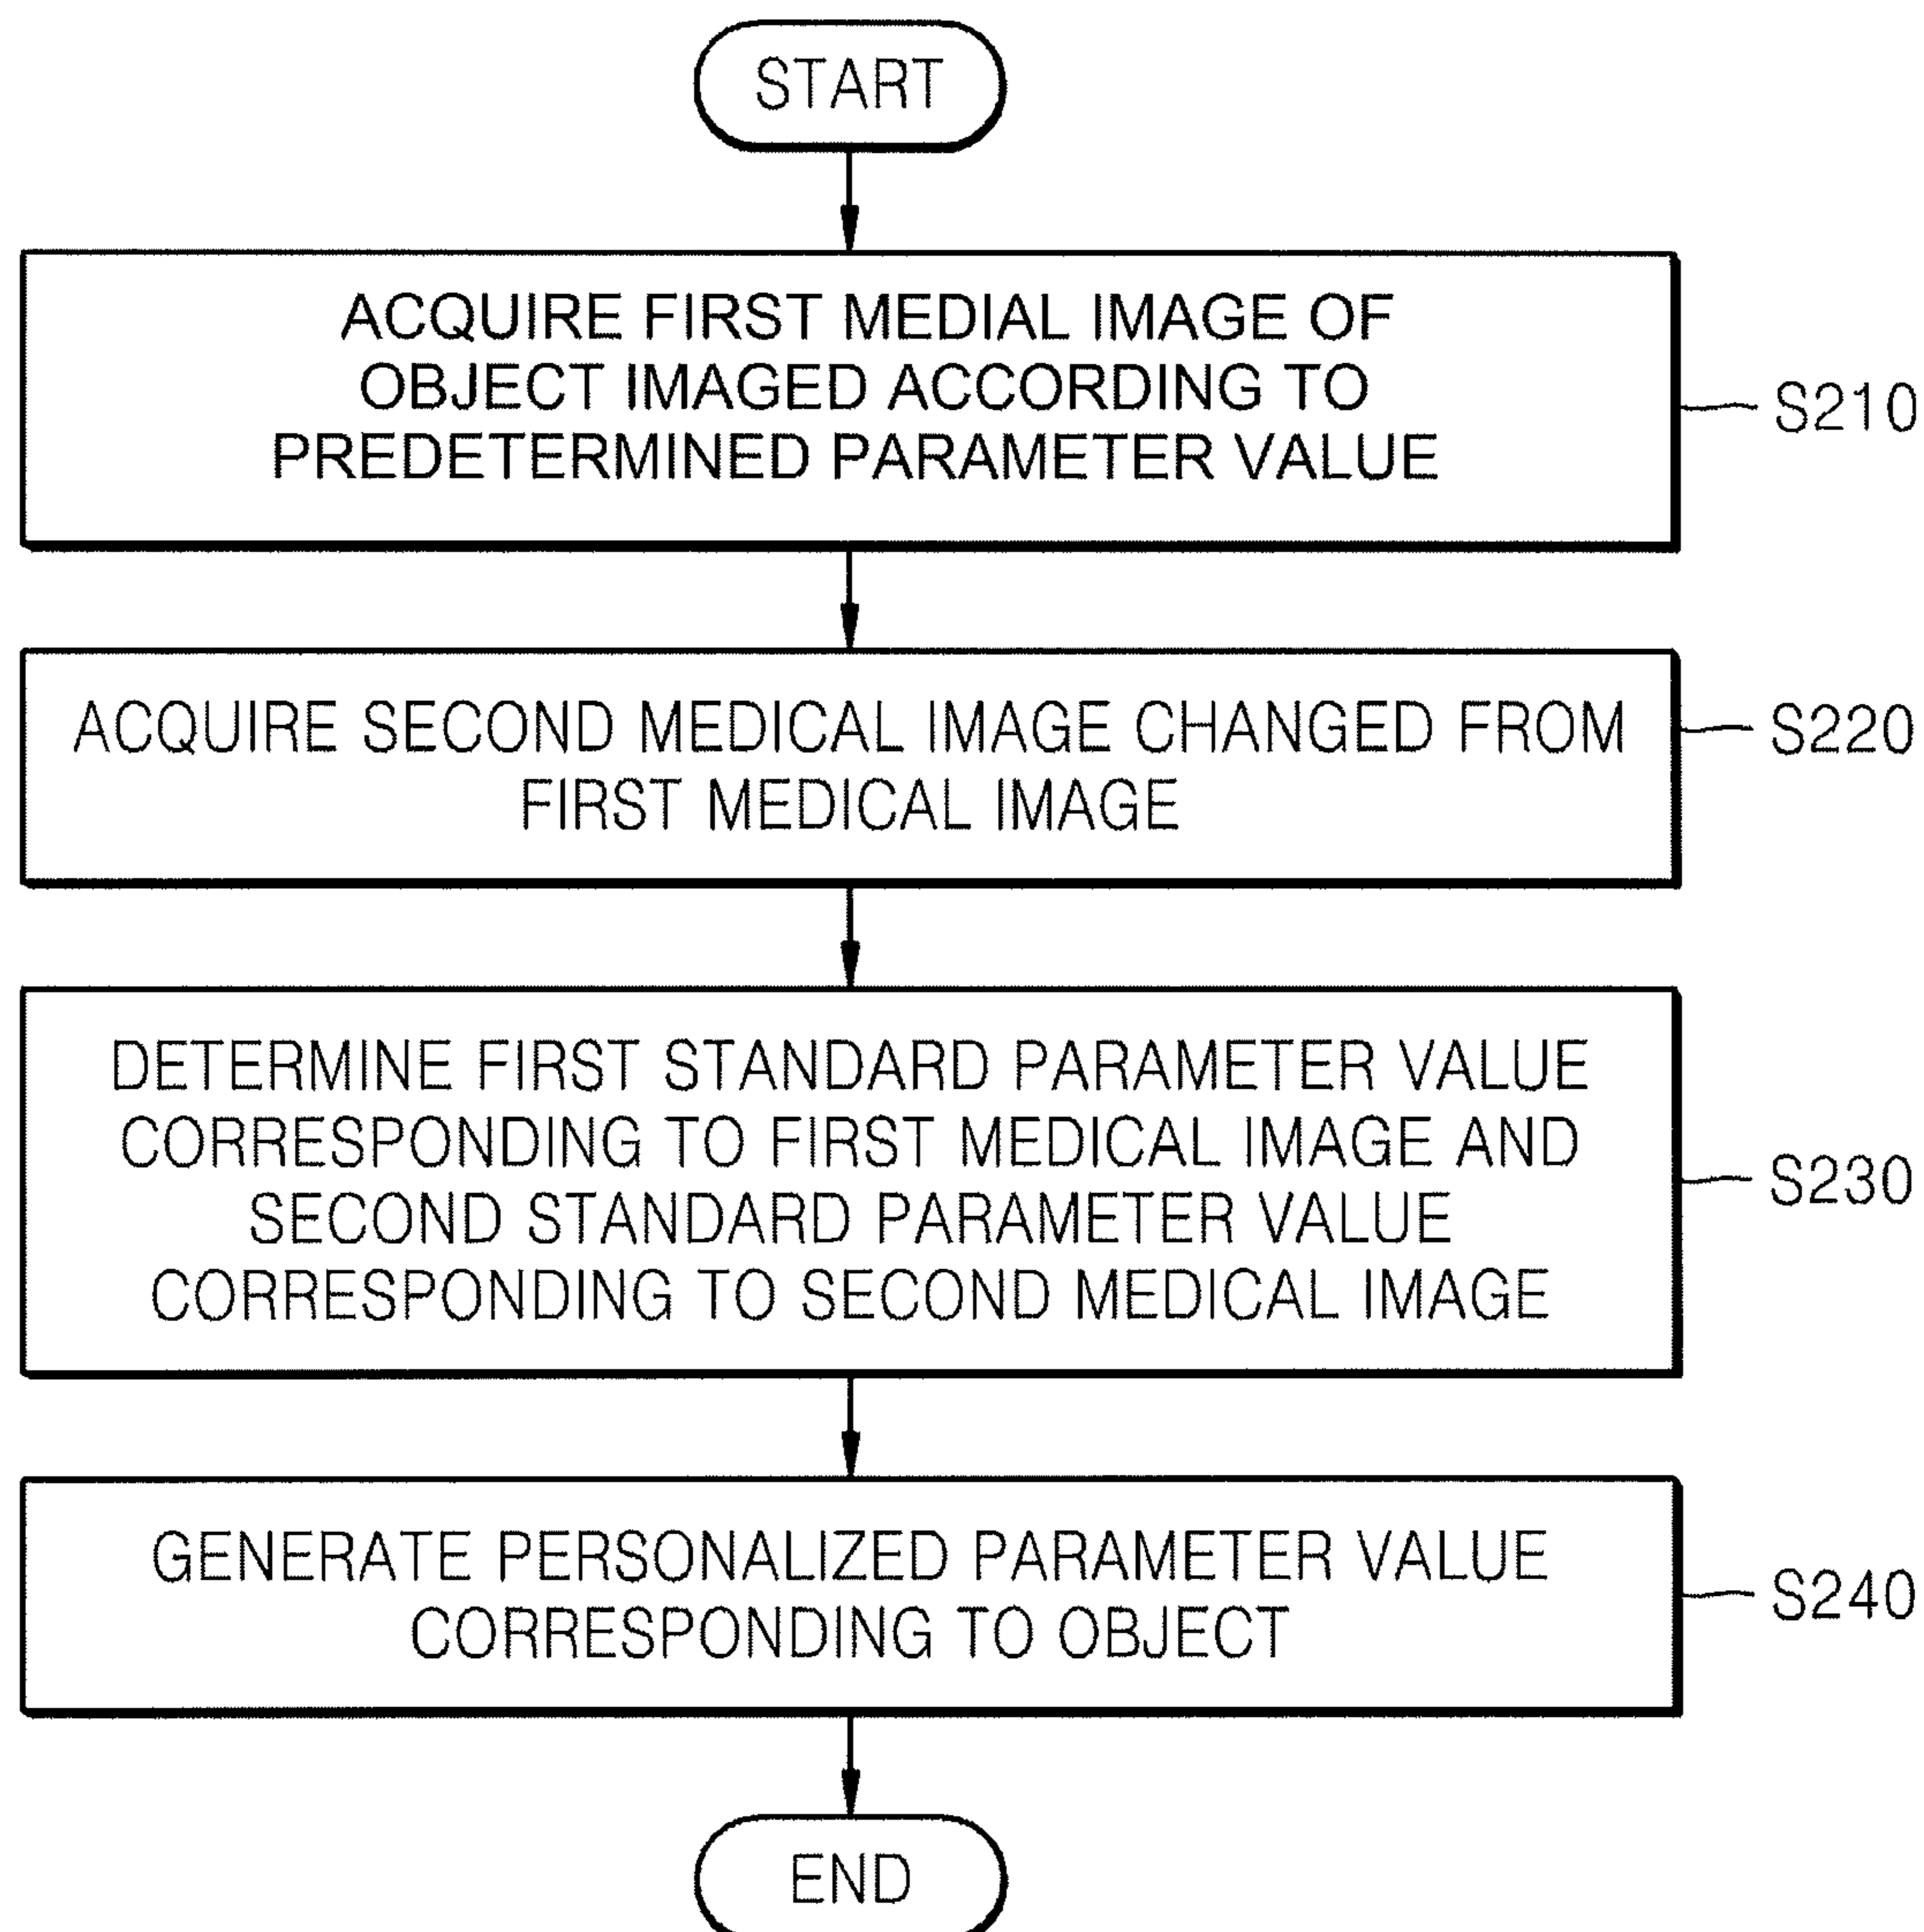 START
ACQUIRE FIRST MEDIAL IMAGE OF
OBJECT IMAGED ACCORDING TO
PREDETERMINED PARAMETER VALUE
S210
ACQUIRE SECOND MEDICAL IMAGE CHANGED FROM
FIRST MEDICAL IMAGE
S220
DETERMINE FIRST STANDARD PARAMETER VALUE
CORRESPONDING TO FIRST MEDICAL IMAGE AND
SECOND STANDARD PARAMETER VALUE
CORRESPONDING TO SECOND MEDICAL IMAGE
S230
GENERATE PERSONALIZED PARAMETER VALUE
CORRESPONDING TO OBJECT
S240
END